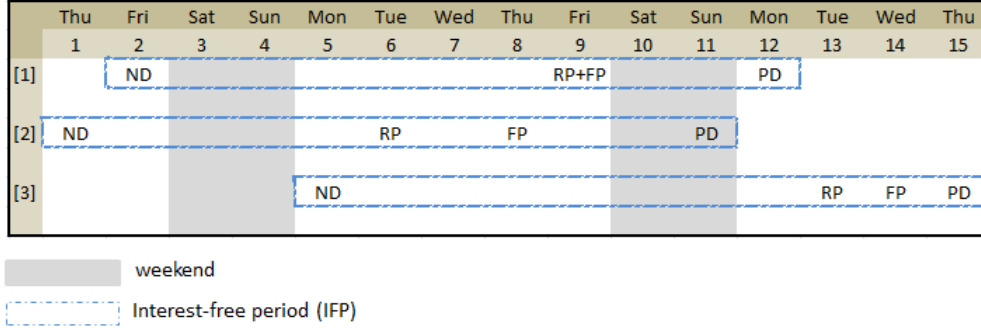 Thu Fri Sat Sun Mon Tue Wed Thu Fri Sat Sun Mon Tue Wed Thu
1 2 3 4 5 6 7 8 9 10 11 12 13 14 15
[1] ND RP+FP PD
[2] ND RP FP PD
[3] ND RP FP PD
weekend
Interest-free period (IFP)